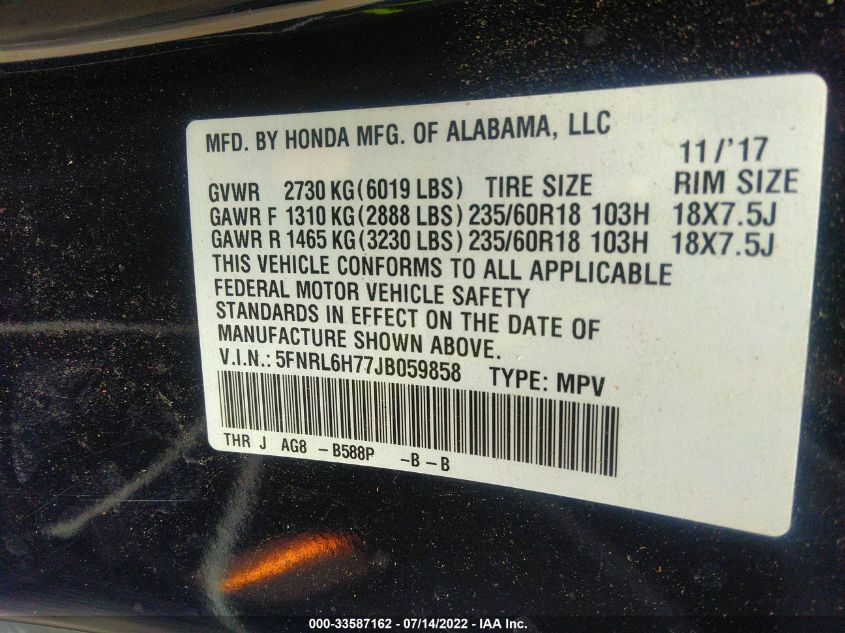 MFD. BY HONDA MFG. OF ALABAMA, LLC
11/'17
GVWR 2730 KG(6019 LBS) TIRE SIZE RIM SIZE
GAWR F 1310 KG(2888 LBS) 235/60R18 103H 18X7.5J
GAWR R 1465 KG(3230 LBS) 235/60R18 103H 18X7.5J
THIS VEHICLE CONFORMS TO ALL APPLICABLE
FEDERAL MOTOR VEHICLE SAFETY
STANDARDS IN EFFECT ON THE DATE OF
MANUFACTURE SHOWN ABOVE.
V.I.N.: 5FNRL6H77JB059858 TYPE: MPV
THR J AG8 -B588P -B-B
000-33587162 - 07/14/2022 - IAA Inc.